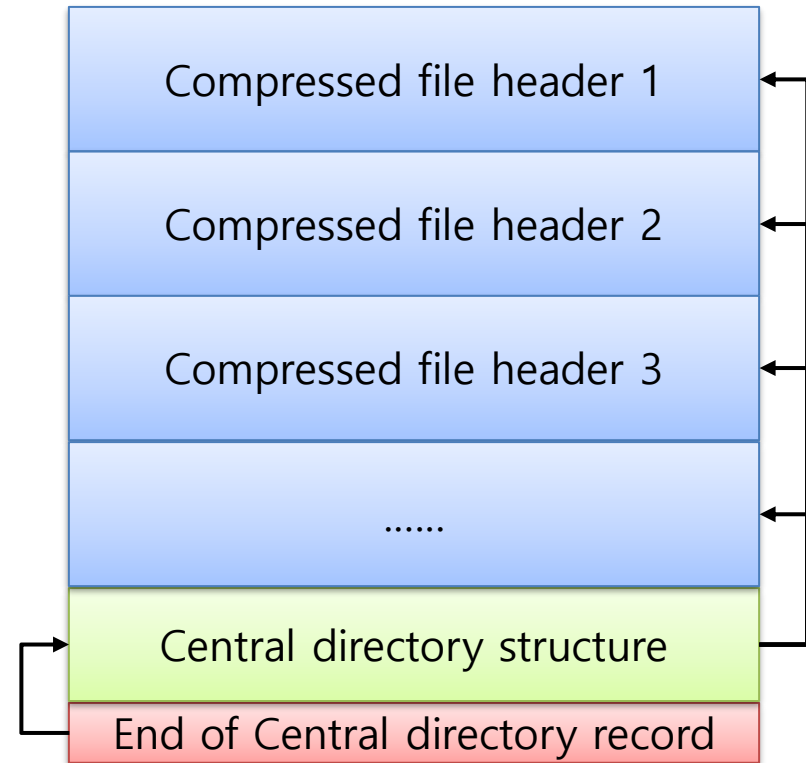 Compressed file header 1
Compressed file header 2
Compressed file header 3
......
Central directory structure
End of Central directory record